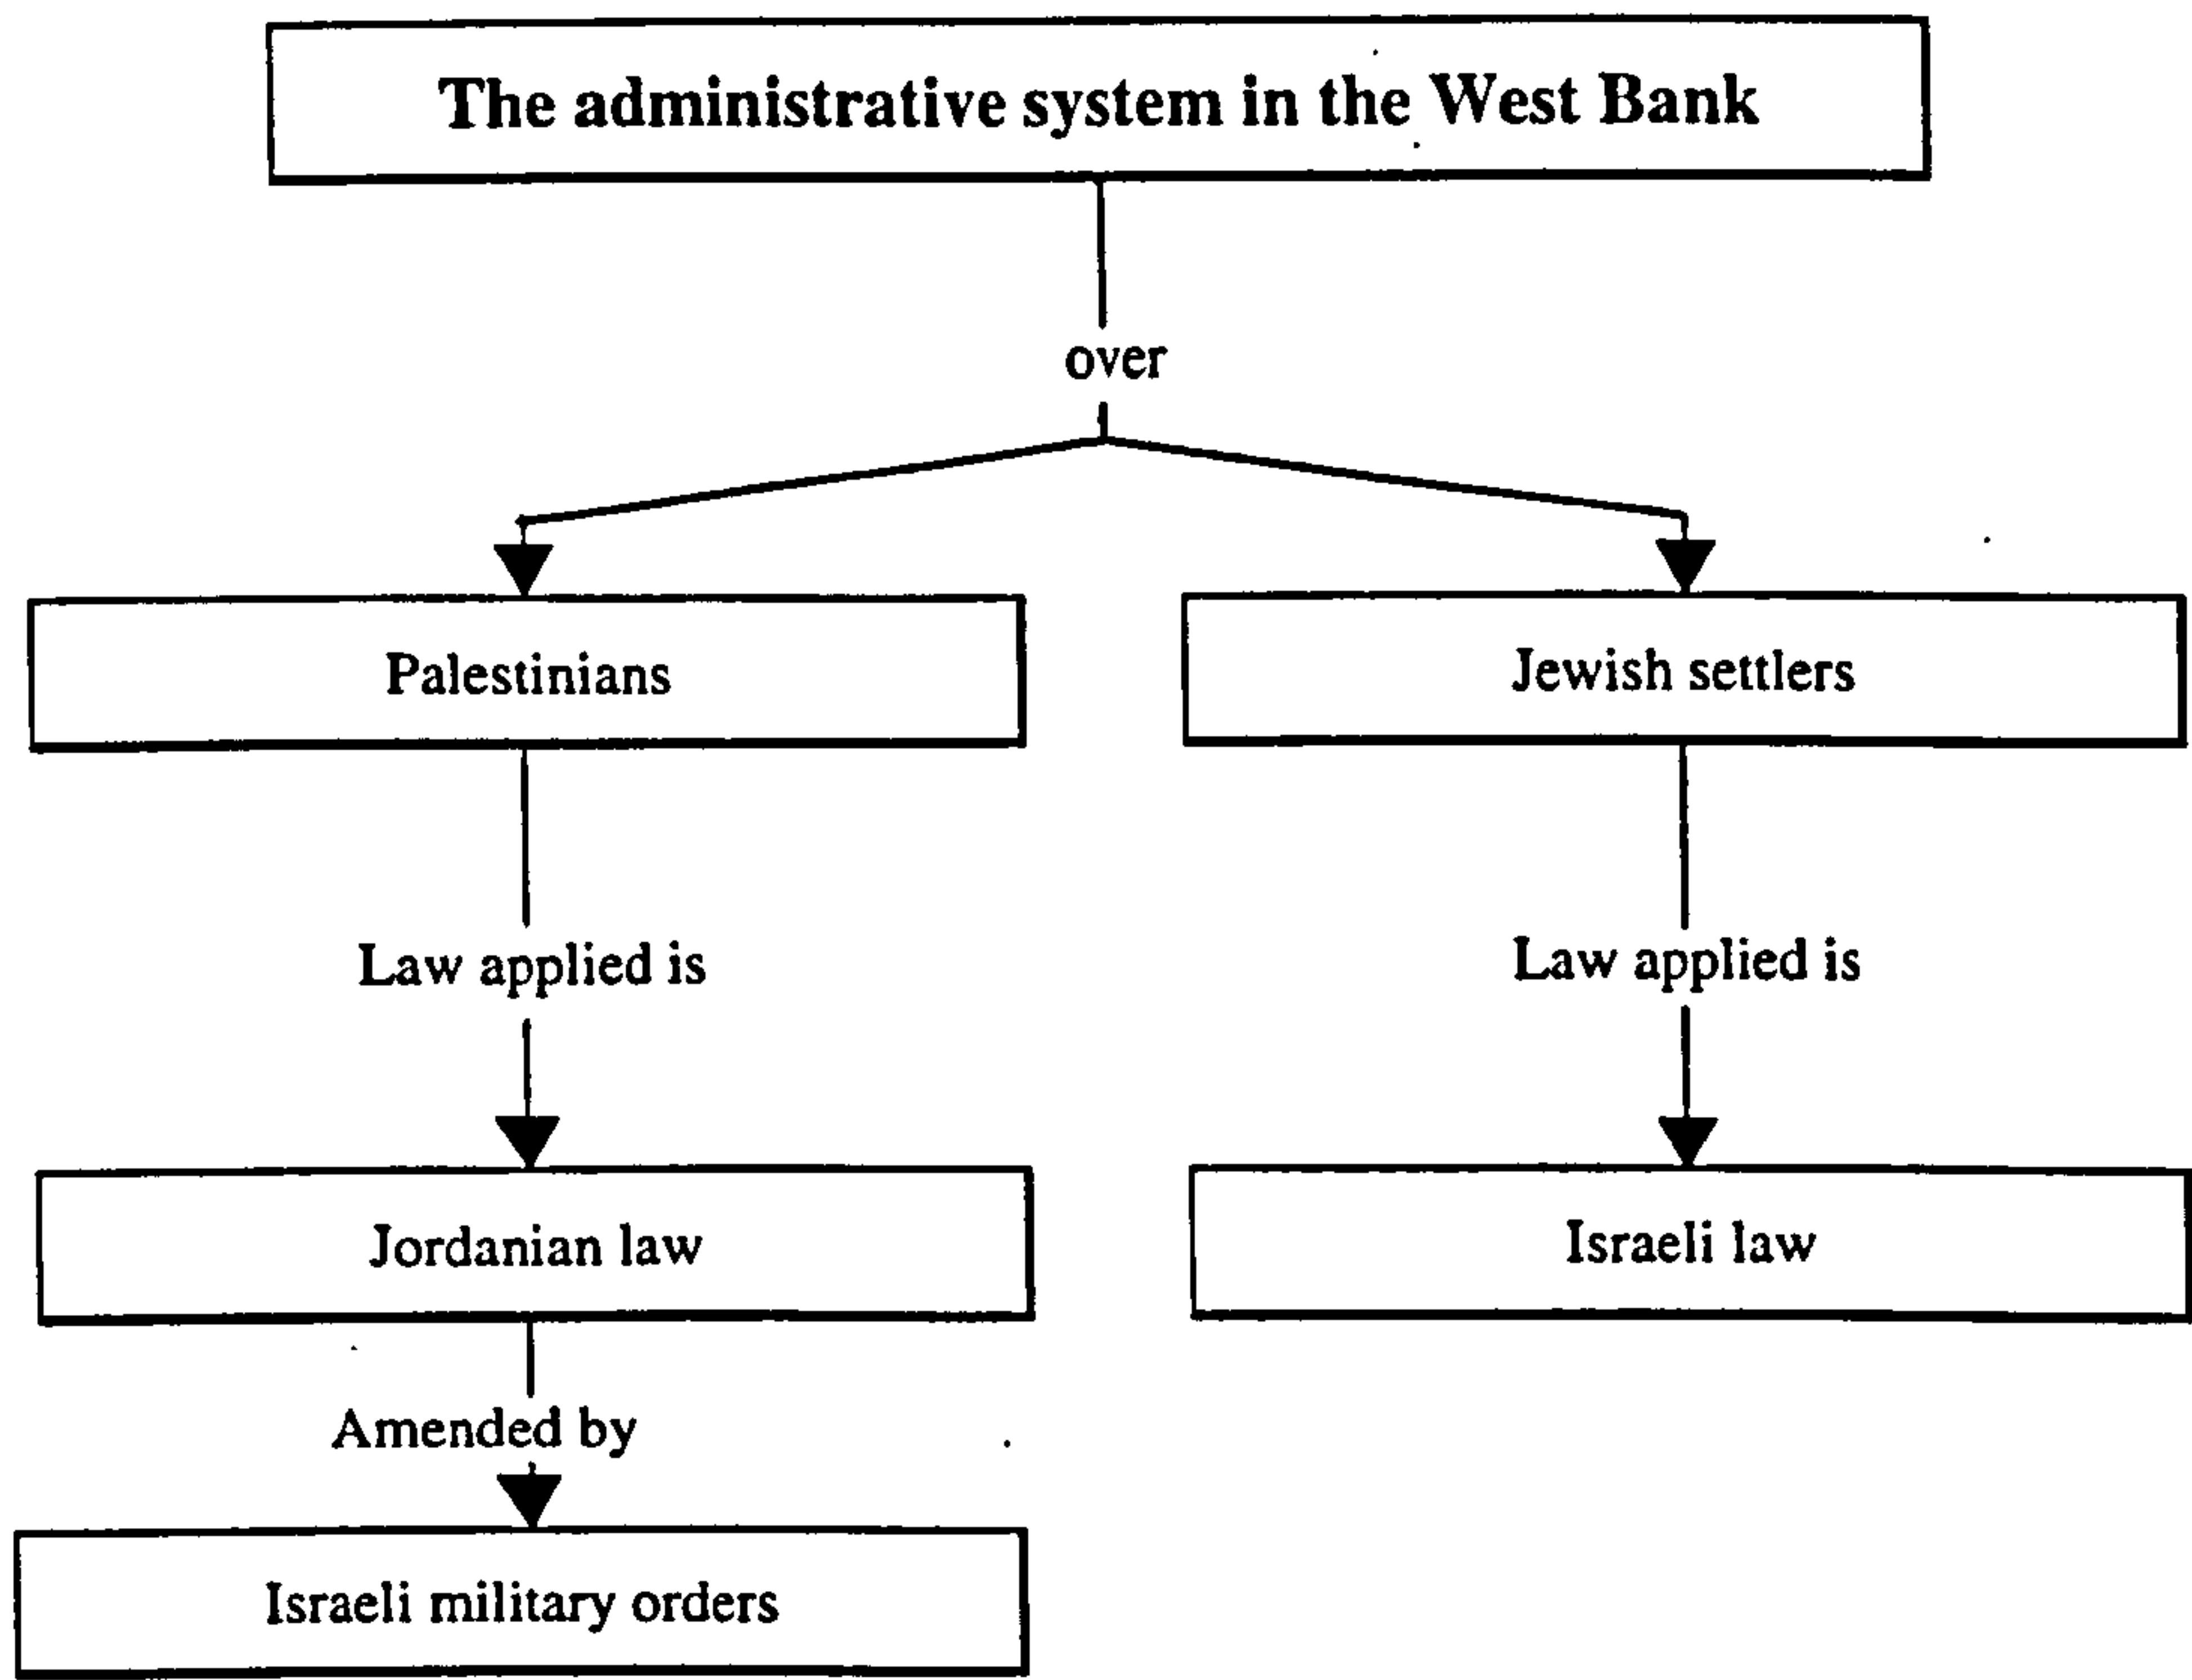 The administrative system in the West Bank
over
Palestinians
Jewish settlers
Law applied is
Law applied is
Jordanian law
Israeli law
Amended by
Israeli military orders